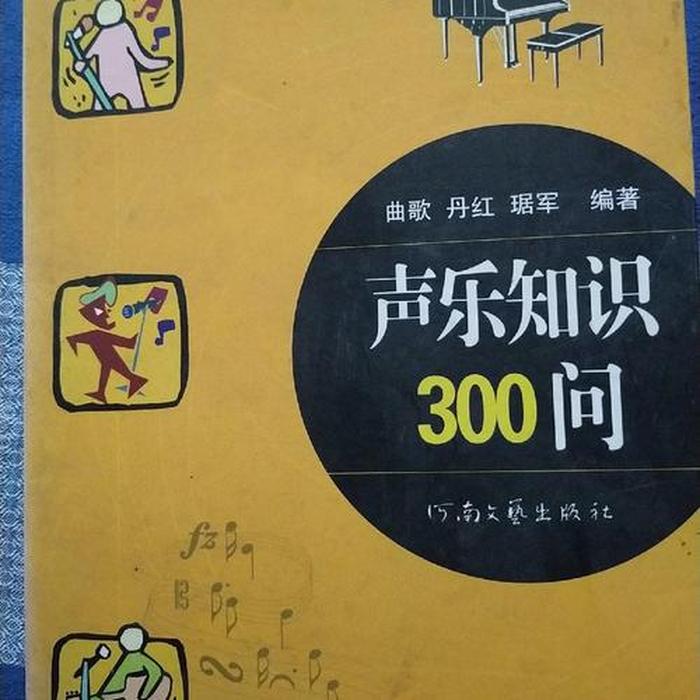 曲歌 丹红 琚军 编著
声乐知识
300问
河南文艺出版社
fz